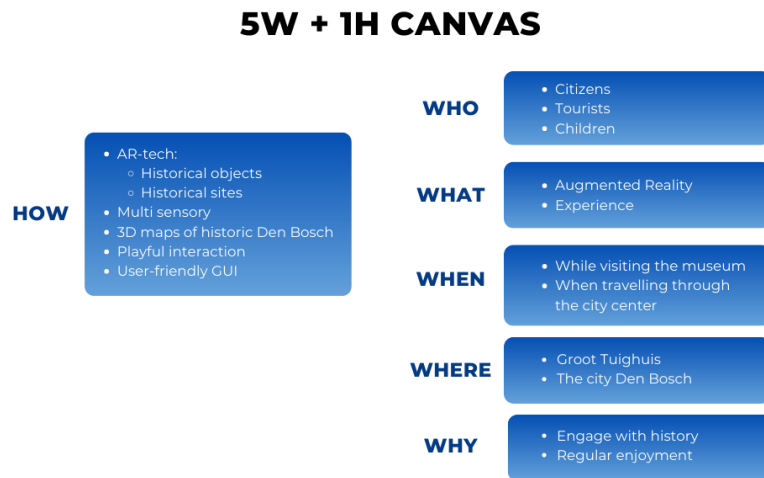 5W + 1H CANVAS
HOW
AR-tech:
Historical objects
Historical sites
Multi sensory
3D maps of historic Den Bosch
Playful interaction
User-friendly GUI
WHO
Citizens
Tourists
Children
WHAT
Augmented Reality
Experience
WHEN
While visiting the museum
When travelling through
the city center
WHERE
Groot Tuighuis
The city Den Bosch
WHY
Engage with history
Regular enjoyment